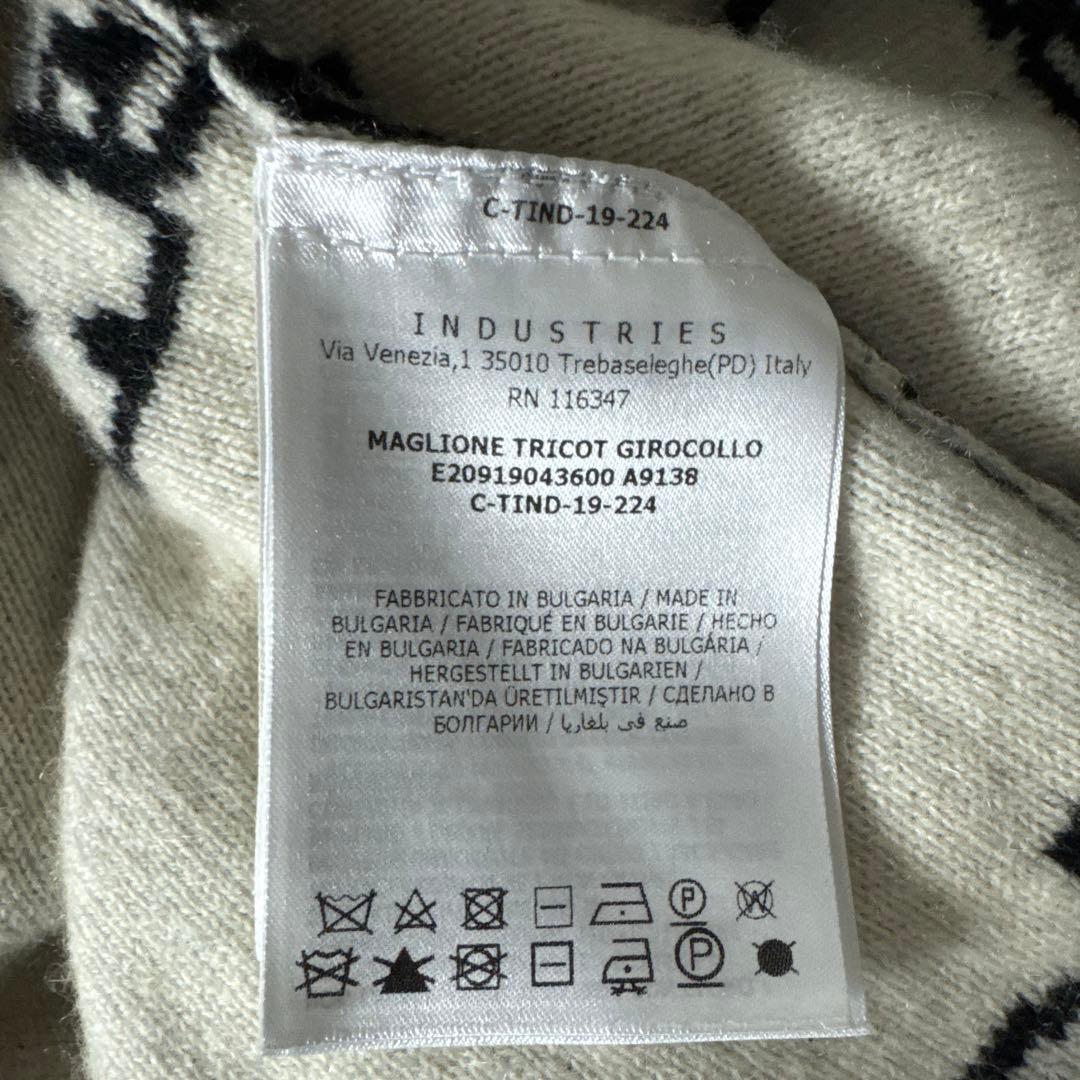 C-TIND-19-224
INDUSTRIES
Via Venezia,1 35010 Trebaseleghe(PD) Italy
RN 116347
MAGLIONE TRICOT GIROCOLLO
E20919043600 A9138
C-TIND-19-224
FABBRICATO IN BULGARIA / MADE IN
BULGARIA / FABRIQUÉ EN BULGARIE / HECHO
EN BULGARIA / FABRICADO NA BULGÁRIA /
HERGESTELLT IN BULGARIEN /
BULGARISTAN'DA ÜRETILMIŞTIR / СДЕЛАНО В
БОЛГАРИИ / صنع في بلغاريا
P W
P